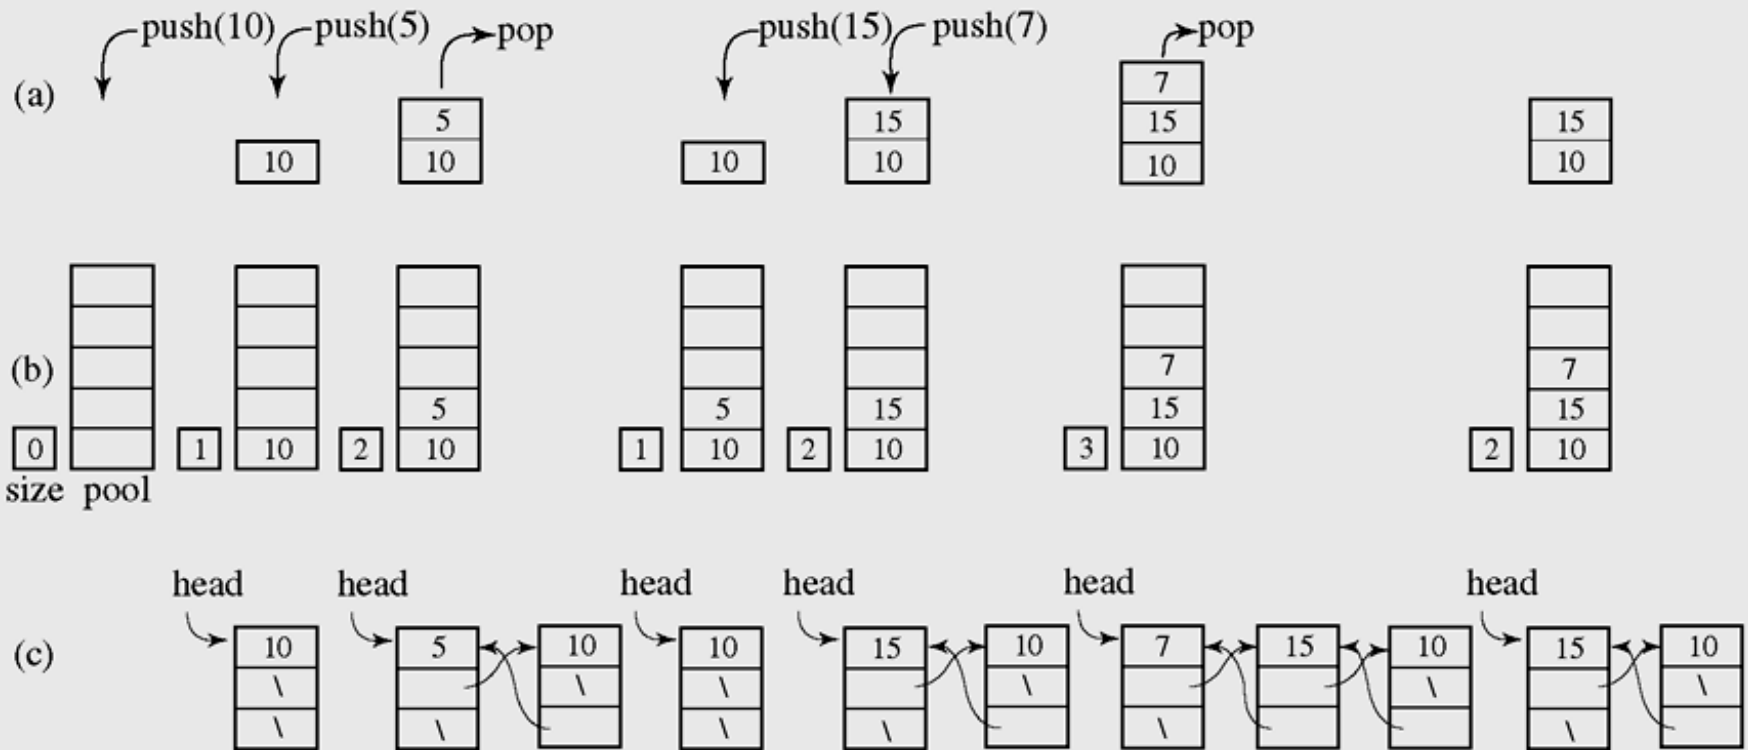 push(10) push(5) pop push(15) push(7) pop
(a)
7
5 15 15 15
10 10 10 10 10 10
(b)
7 7
5 5 15 15 15
0 1 10 2 10 1 10 2 10 3 10 2 10
size pool
head head head head head head
(c) 10 5 10 10 15 10 7 15 10 15 10
\ \ \ \ \ \
\ \ \ \ \ \